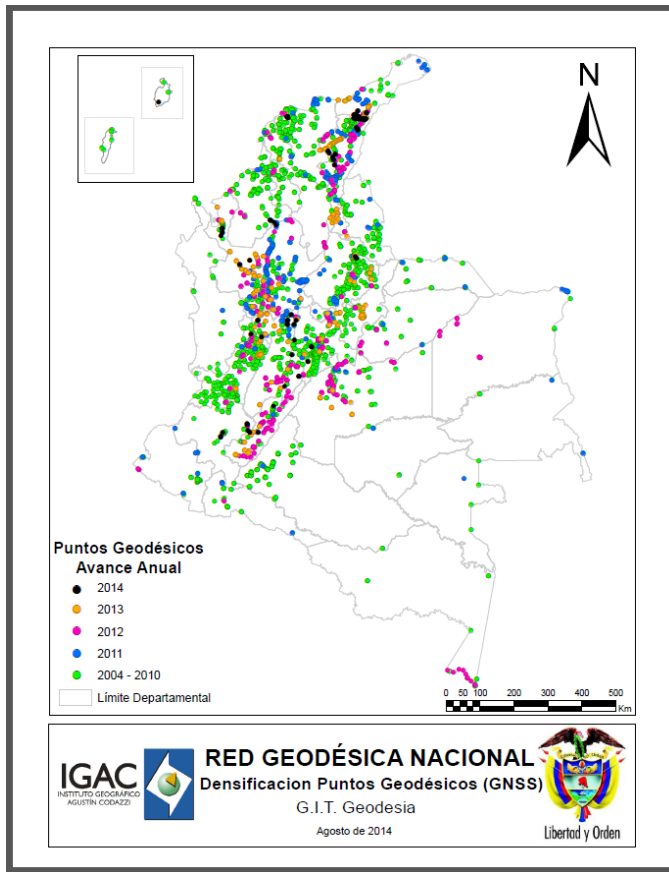 N
Puntos Geodésicos
Avance Anual
2014
2013
2012
2011
2004 - 2010
Límite Departamental
0 50 100 200 300 400 500
Km
IGAC
INSTITUTO GEOGRÁFICO
AGUSTÍN CODAZZI
RED GEODÉSICA NACIONAL
Densificacion Puntos Geodésicos (GNSS)
G.I.T. Geodesia
Agosto de 2014
Libertad y Orden